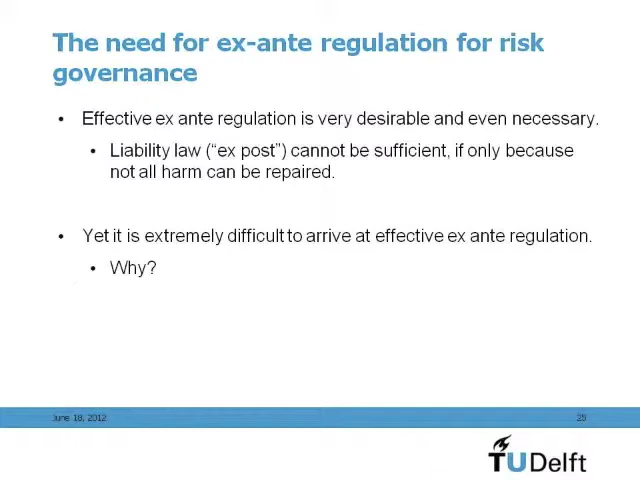 The need for ex-ante regulation for risk
governance
• Effective ex ante regulation is very desirable and even necessary.
• Liability law (“ex post”) cannot be sufficient, if only because
not all harm can be repaired.
• Yet it is extremely difficult to arrive at effective ex ante regulation.
• Why?
June 18, 2012
TU Delft